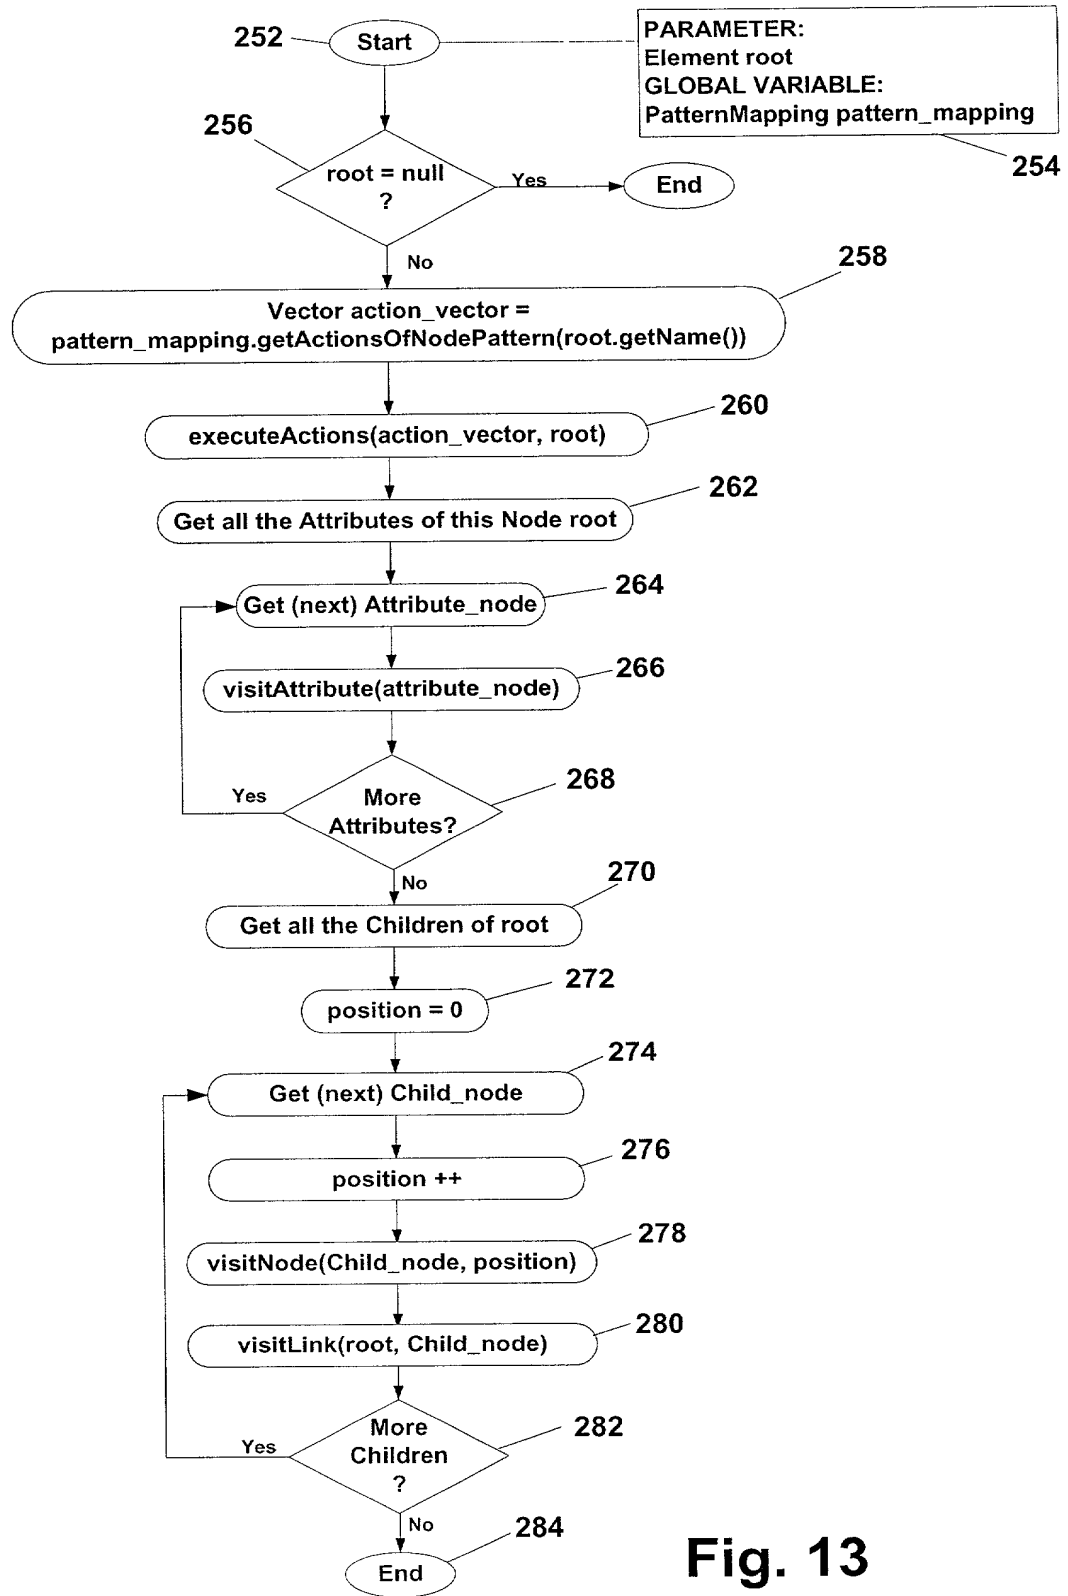 252
Start
PARAMETER:
Element root
GLOBAL VARIABLE:
PatternMapping pattern_mapping
254
256
root = null
?
Yes
End
No
258
Vector action_vector =
pattern_mapping.getActionsOfNodePattern(root.getName())
260
executeActions(action_vector, root)
262
Get all the Attributes of this Node root
264
Get (next) Attribute_node
266
visitAttribute(attribute_node)
268
Yes
More
Attributes?
No
270
Get all the Children of root
272
position = 0
274
Get (next) Child_node
276
position ++
278
visitNode(Child_node, position)
280
visitLink(root, Child_node)
282
Yes
More
Children
?
No
284
End
Fig. 13